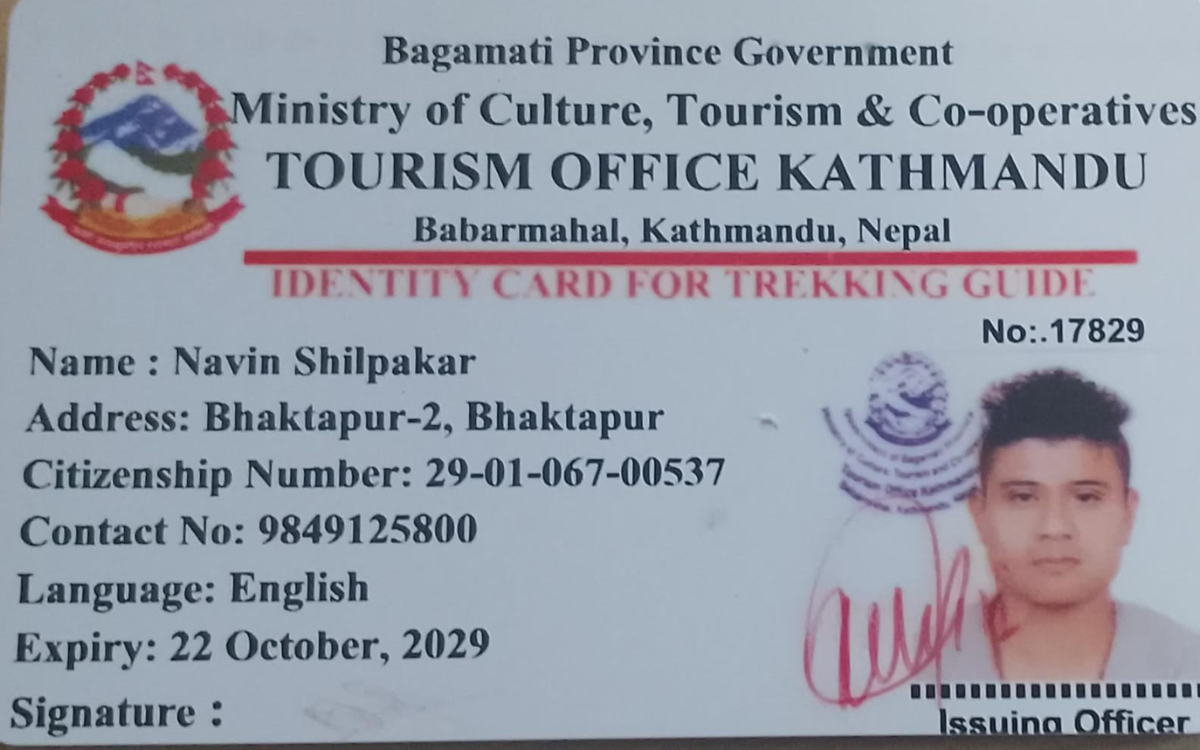 Bagamati Province Government
Ministry of Culture, Tourism & Co-operatives
TOURISM OFFICE KATHMANDU
Babarmahal, Kathmandu, Nepal
IDENTITY CARD FOR TREKKING GUIDE
No:.17829
Name : Navin Shilpakar
Address: Bhaktapur-2, Bhaktapur
Citizenship Number: 29-01-067-00537
Contact No: 9849125800
Language: English
Expiry: 22 October, 2029
Signature :
Issuing Officer